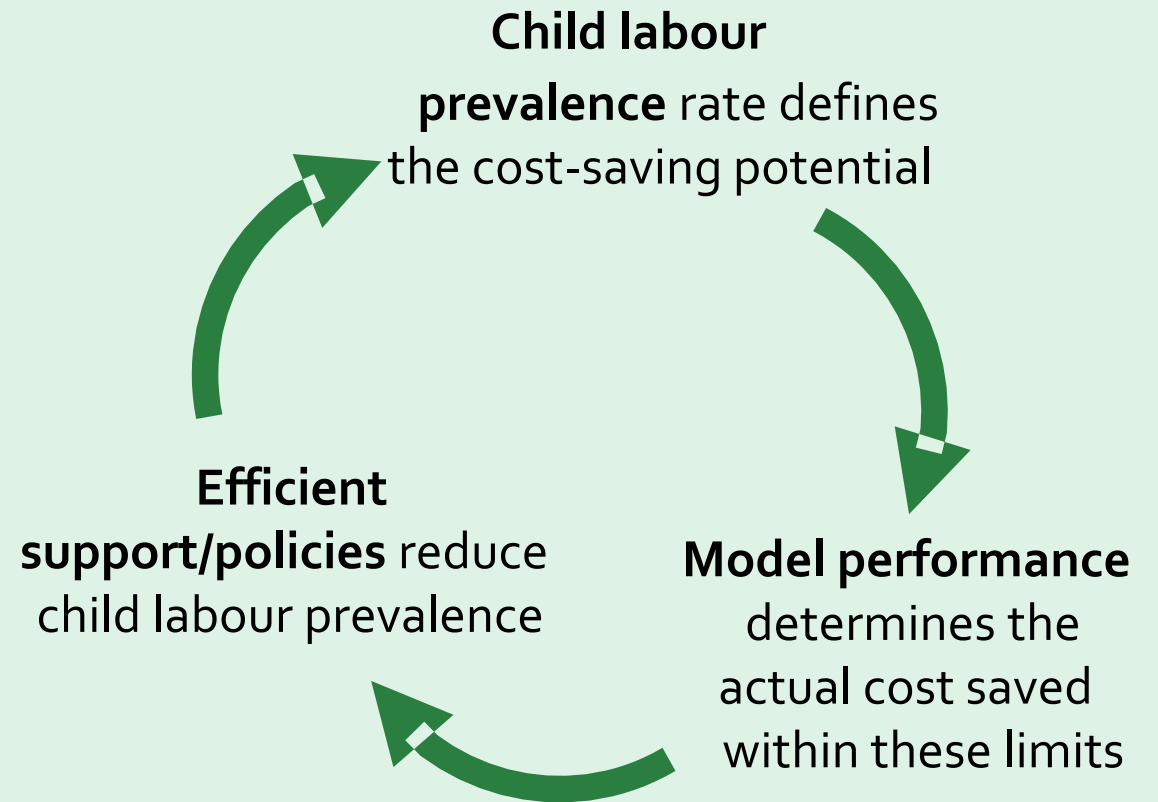 Child labour
prevalence rate defines
the cost-saving potential
Model performance
determines the
actual cost saved
within these limits
Efficient
support/policies reduce
child labour prevalence